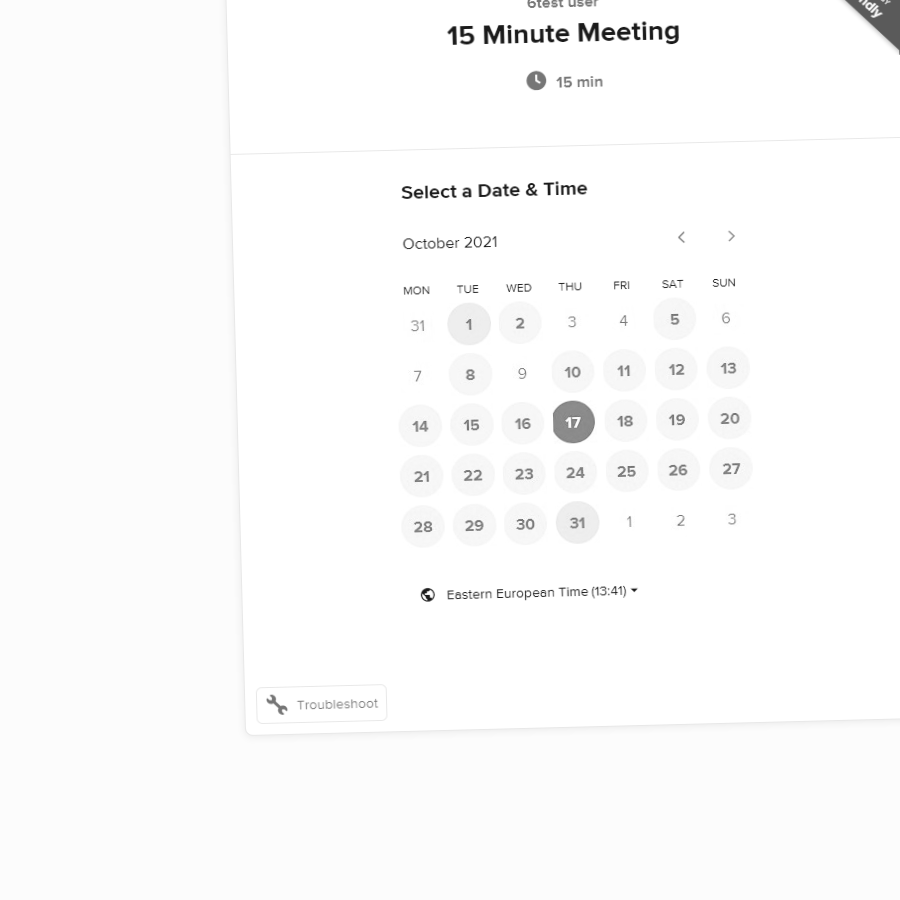 6test user
15 Minute Meeting
15 min
Select a Date & Time
October 2021
MON TUE WED THU FRI SAT SUN
31 1 2 3 4 5 6
7 8 9 10 11 12 13
14 15 16 17 18 19 20
21 22 23 24 25 26 27
28 29 30 31 1 2 3
Eastern European Time (13:41)
Troubleshoot